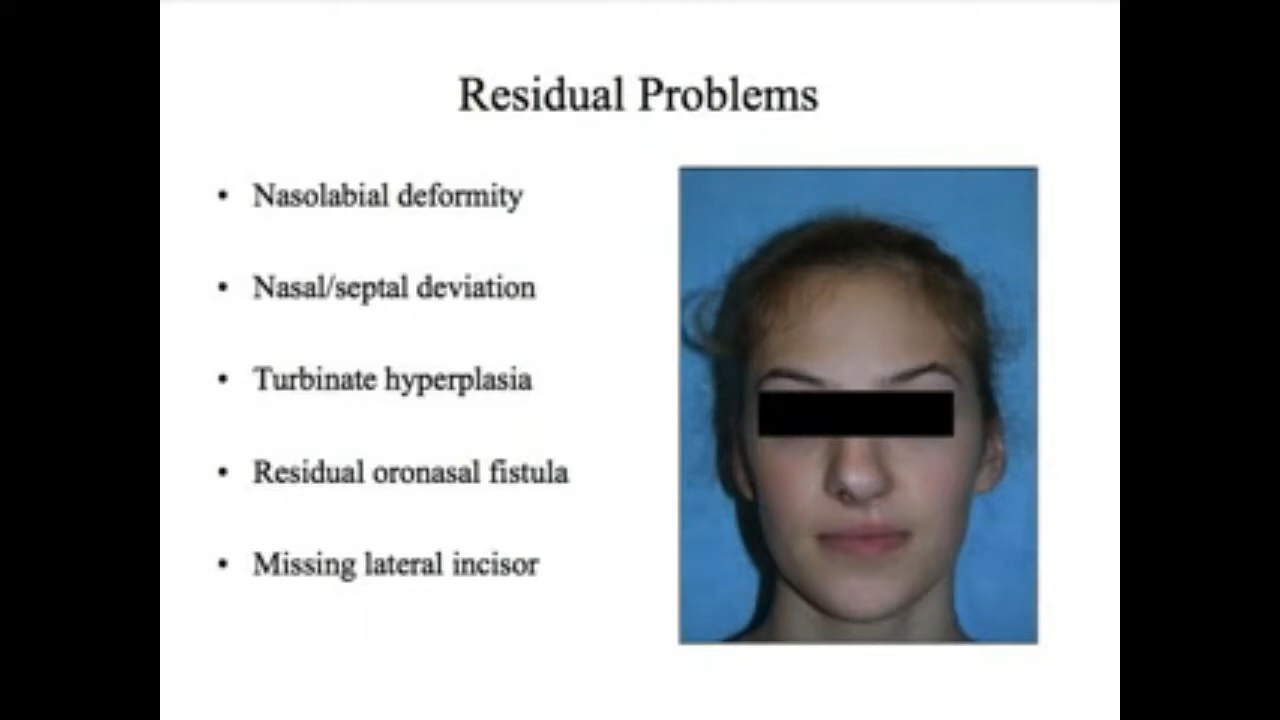 Residual Problems
• Nasolabial deformity
• Nasal/septal deviation
• Turbinate hyperplasia
• Residual oronasal fistula
• Missing lateral incisor